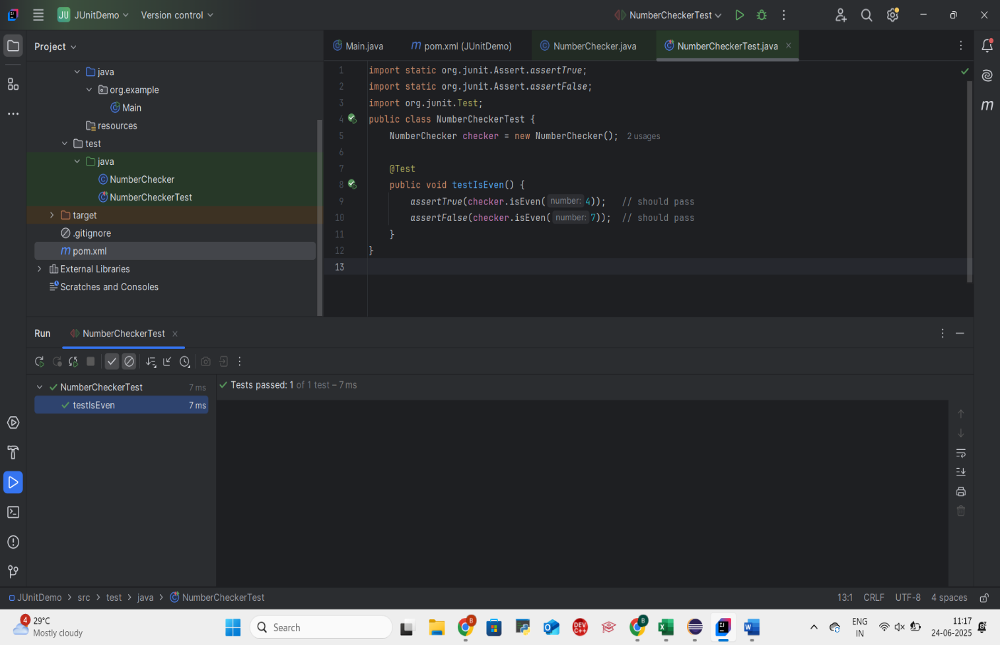 JU JUnitDemo Version control NumberCheckerTest
Project
Main.java m pom.xml (JUnitDemo) NumberChecker.java NumberCheckerTest.java
java
org.example
Main
resources
test
java
NumberChecker
NumberCheckerTest
target
.gitignore
m pom.xml
External Libraries
Scratches and Consoles
1 import static org.junit.Assert.assertTrue;
2 import static org.junit.Assert.assertFalse;
3 import org.junit.Test;
4 public class NumberCheckerTest {
5 NumberChecker checker = new NumberChecker(); 2 usages
6
7 @Test
8 public void testIsEven() {
9 assertTrue(checker.isEven( number: 4)); // should pass
10 assertFalse(checker.isEven( number: 7)); // should pass
11 }
12 }
13
m
Run NumberCheckerTest
NumberCheckerTest 7 ms
testIsEven 7 ms
Tests passed: 1 of 1 test – 7 ms
JUnitDemo > src > test > java > NumberCheckerTest
13:1 CRLF UTF-8 4 spaces
4
29°C
Mostly cloudy
Search
B
DEV C++
B
IJ
ENG
IN
11:17
24-06-2025